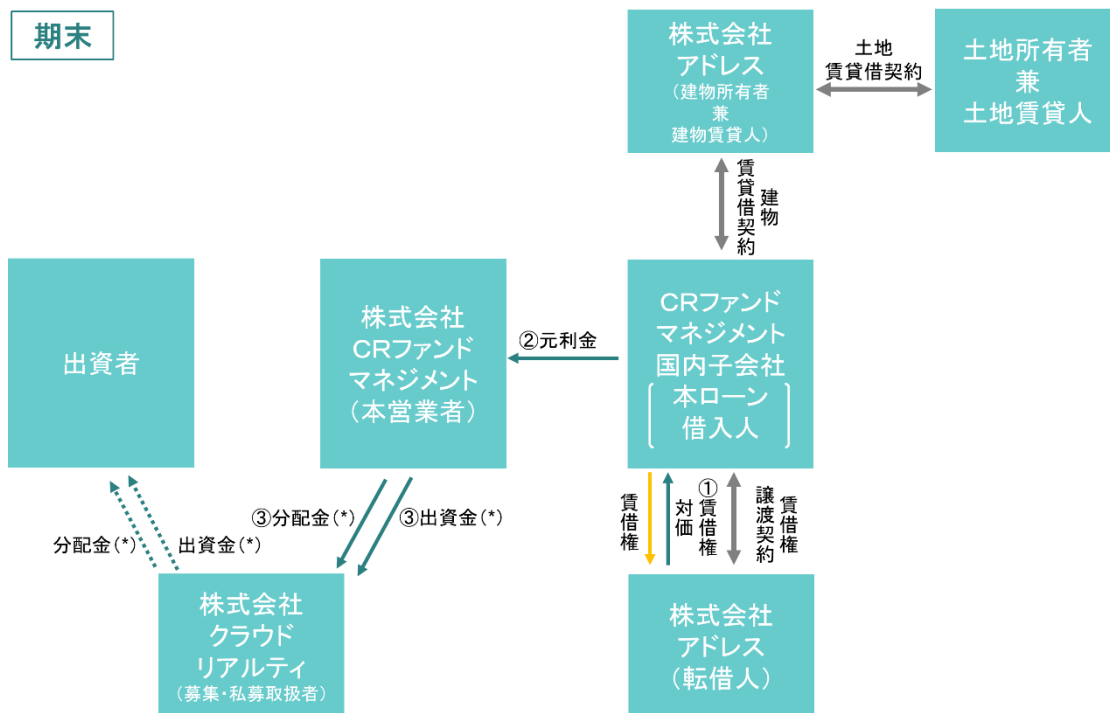 期末
株式会社
アドレス
（建物所有者
兼
建物賃貸人）
土地
賃貸借契約
土地所有者
兼
土地賃貸人
建物
賃貸借契約
出資者
株式会社
CRファンド
マネジメント
（本営業者）
②元利金
CRファンド
マネジメント
国内子会社
本ローン
借入人
③分配金(*)
③出資金(*)
賃借権
①賃借権
対価
賃借権
譲渡契約
分配金(*)
出資金(*)
株式会社
クラウド
リアルティ
（募集・私募取扱者）
株式会社
アドレス
（転借人）